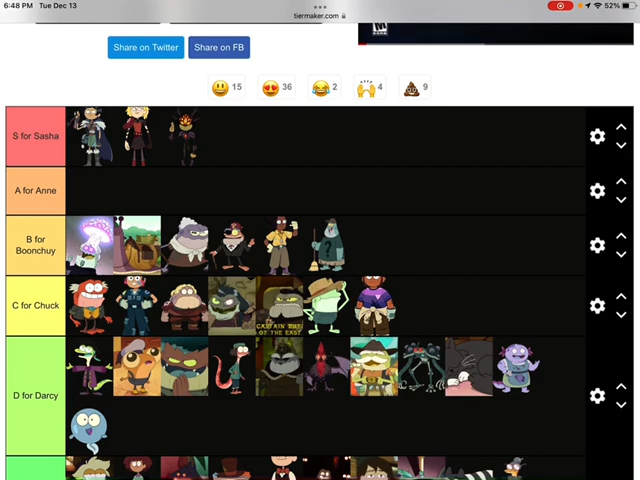 6:48 PM Tue Dec 13
52%
tiermaker.com
Share on Twitter
Share on FB
15
36
2
4
9
S for Sasha
A for Anne
B for
Boonchuy
C for Chuck
OF THE EAST
D for Darcy